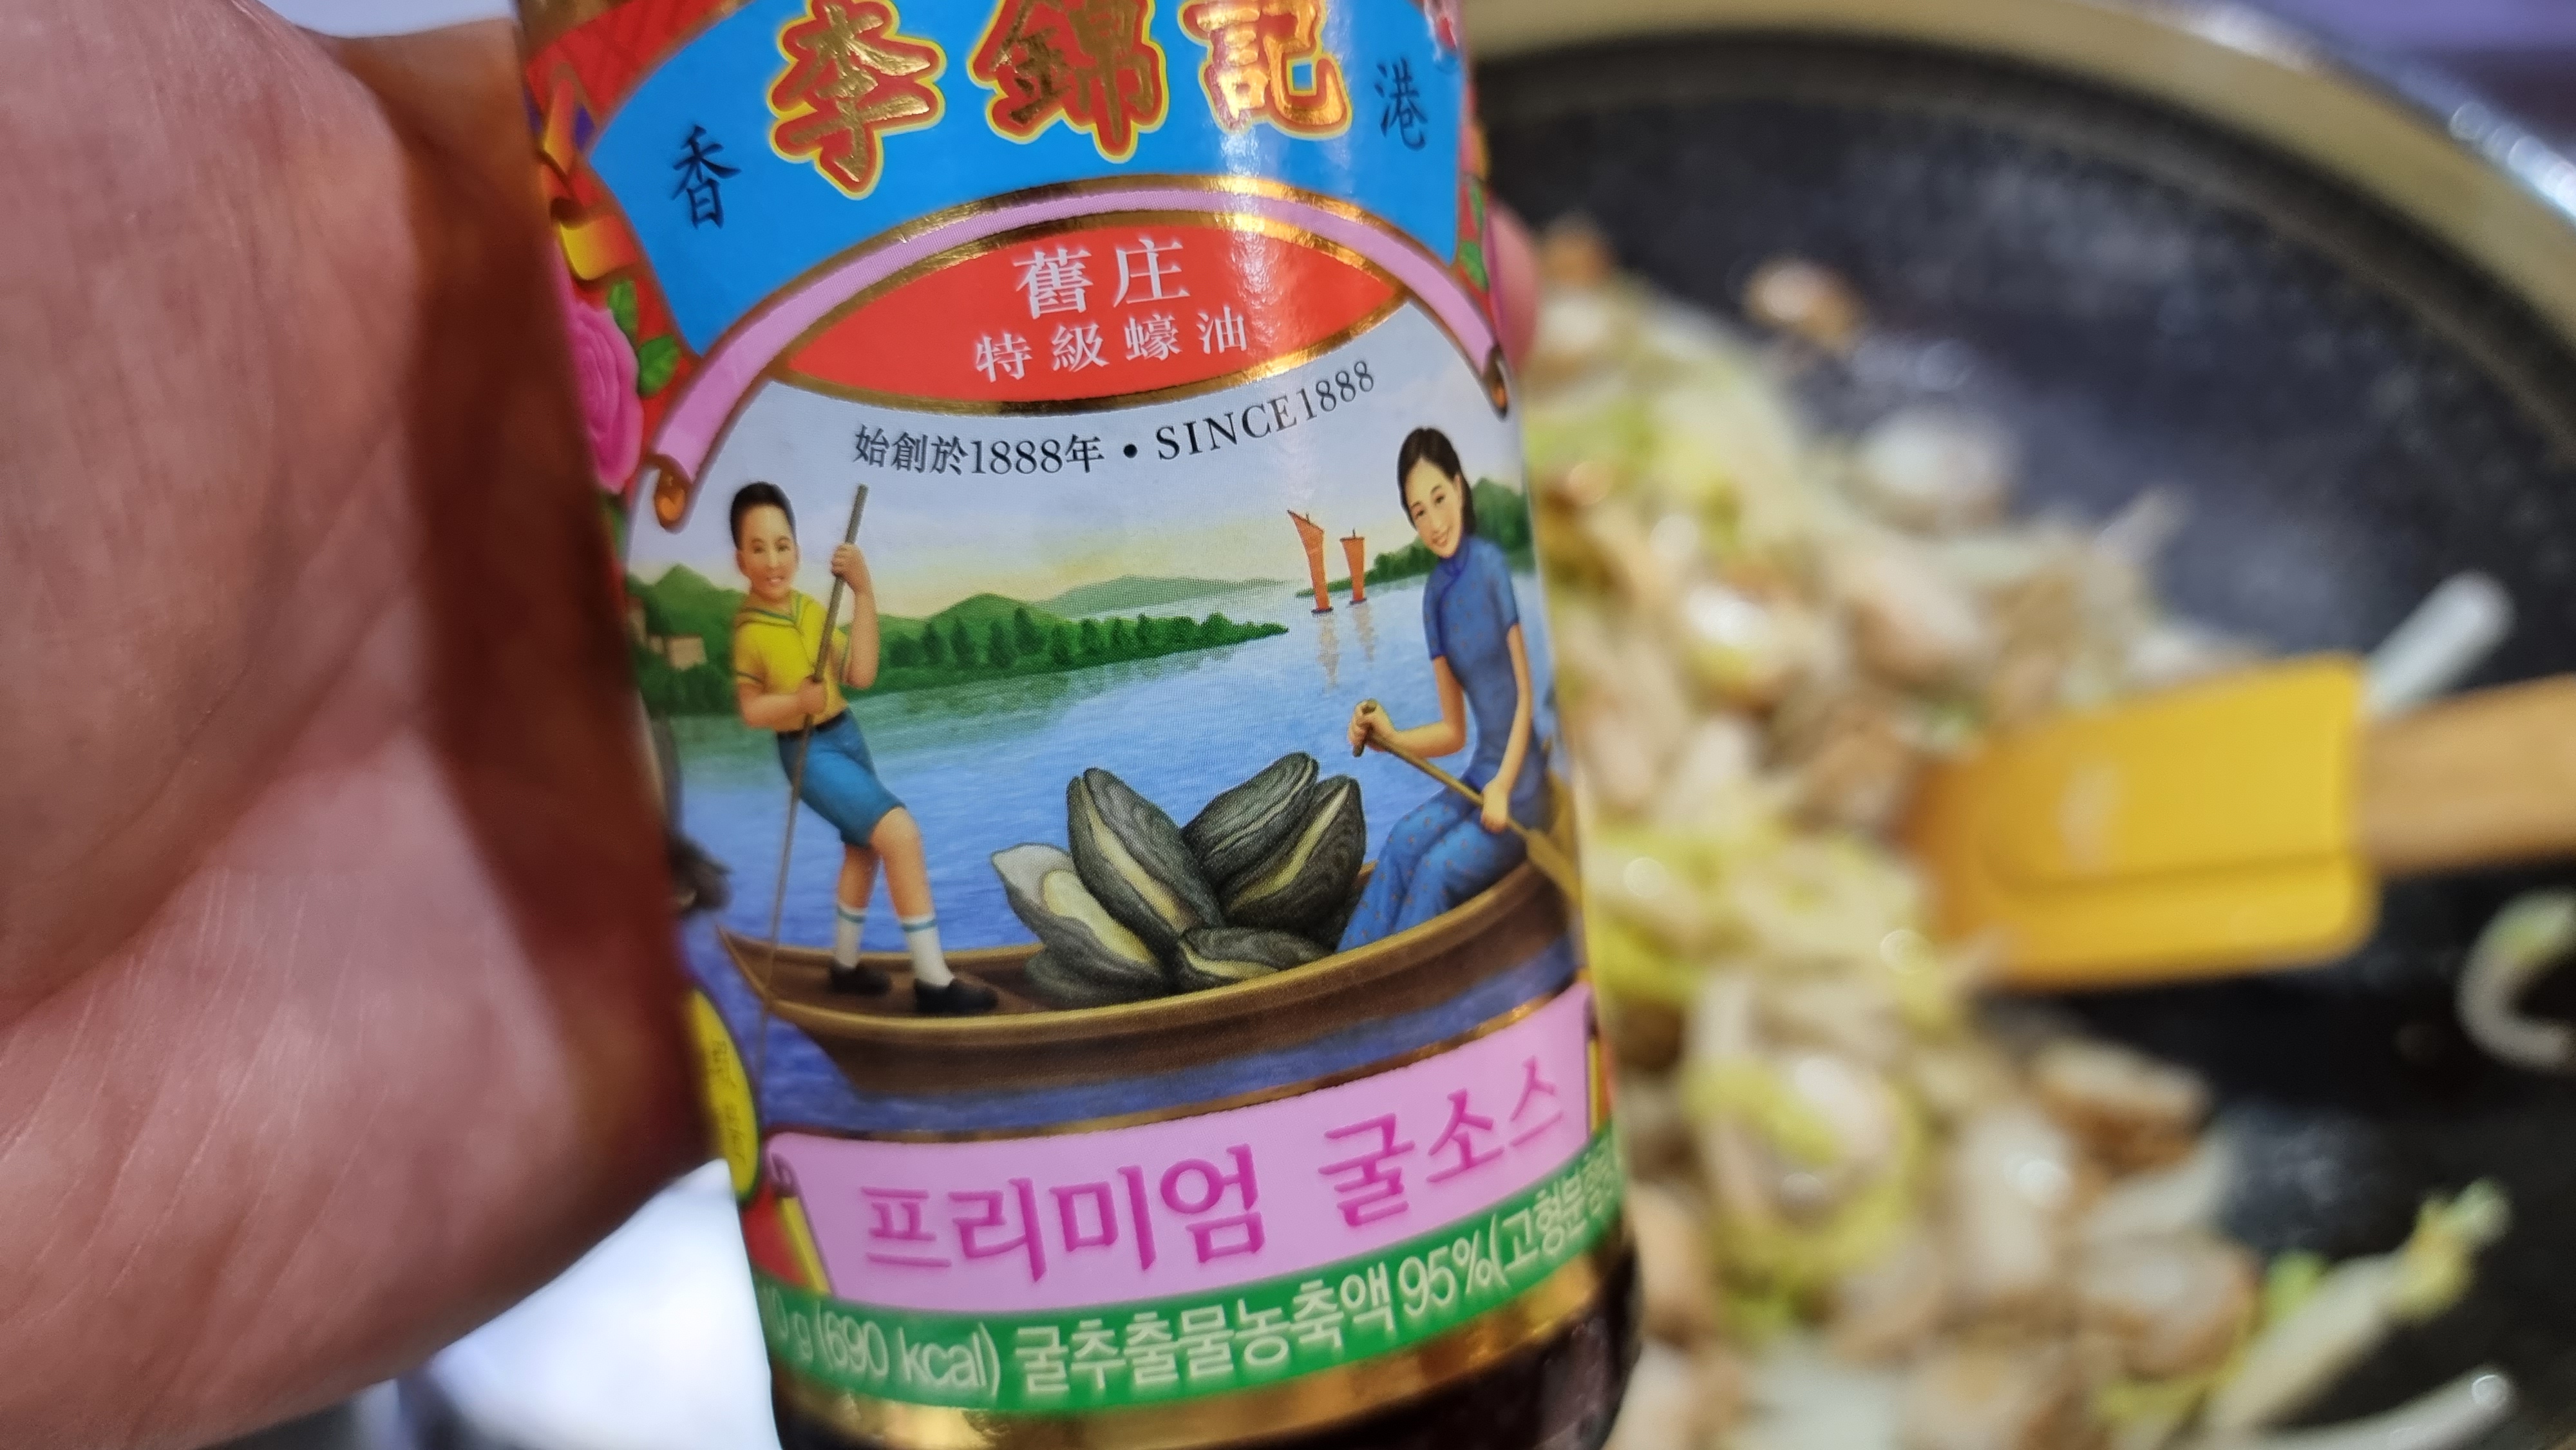 李錦記
香港
舊庄
特級蠔油
始創於1888年・SINCE1888
프리미엄 굴소스
0g (690 kcal) 굴추출물농축액 95%(고형분